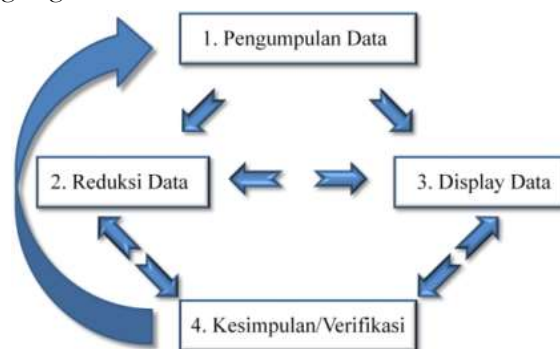 1. Pengumpulan Data
2. Reduksi Data
3. Display Data
4. Kesimpulan/Verifikasi